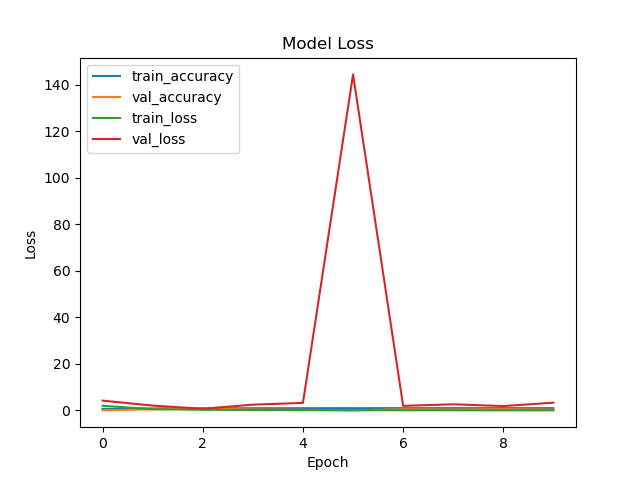 Model Loss
train_accuracy
val_accuracy
train_loss
val_loss
140
120
100
80
60
40
20
0
Loss
0 2 4 6 8
Epoch